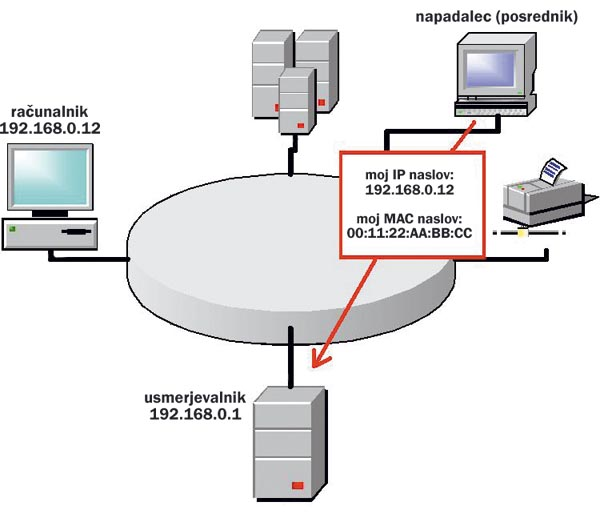 napadalec (posrednik)
računalnik
192.168.0.12
moj IP naslov:
192.168.0.12
moj MAC naslov:
00:11:22:AA:BB:CC
usmerjevalnik
192.168.0.1